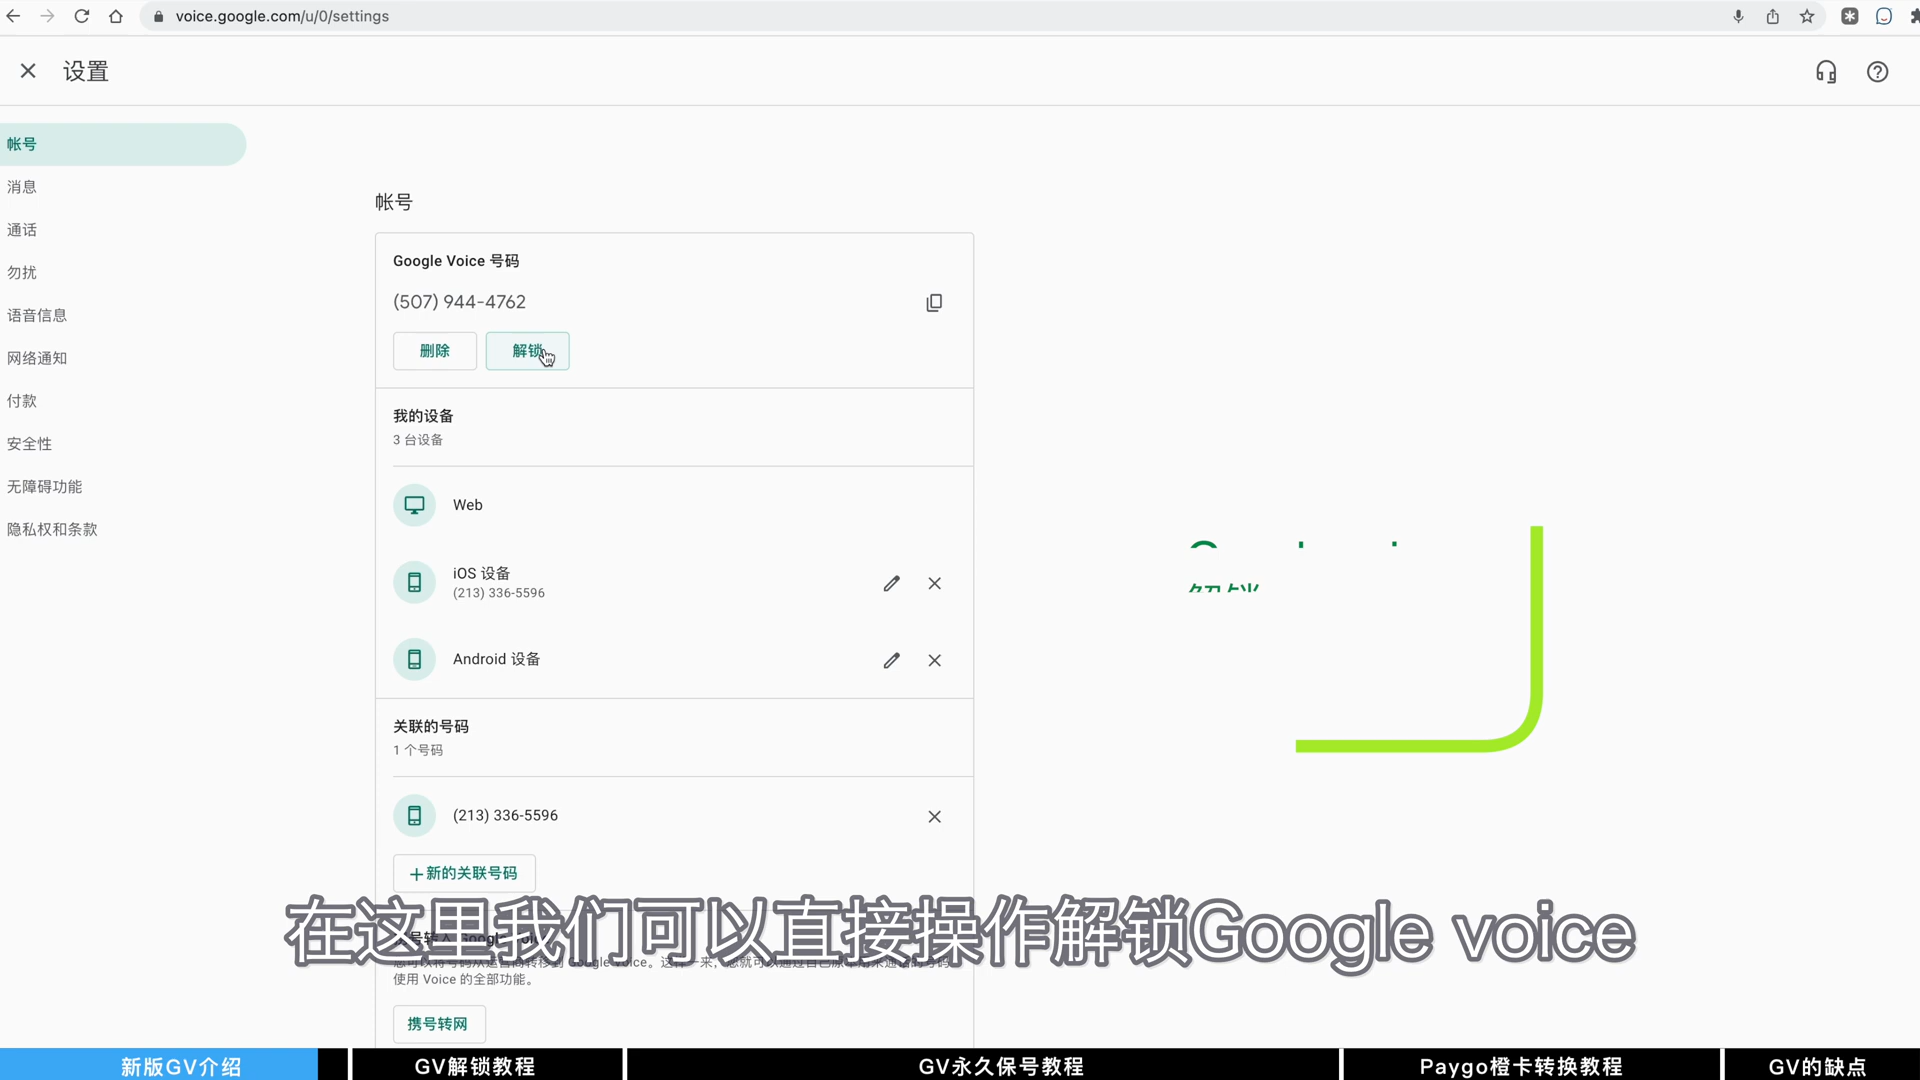 voice.google.com/u/0/settings
设置
帐号
消息
通话
勿扰
语音信息
网络通知
付款
安全性
无障碍功能
隐私权和条款
帐号
Google Voice 号码
(507) 944-4762
删除
解锁
我的设备
3 台设备
Web
iOS 设备
(213) 336-5596
Android 设备
关联的号码
1 个号码
(213) 336-5596
新的关联号码
在这里我们可以直接操作解锁Google voice
使用 Voice 的全部功能。
携号转网
新版GV介绍
GV解锁教程
GV永久保号教程
Paygo橙卡转换教程
GV的缺点